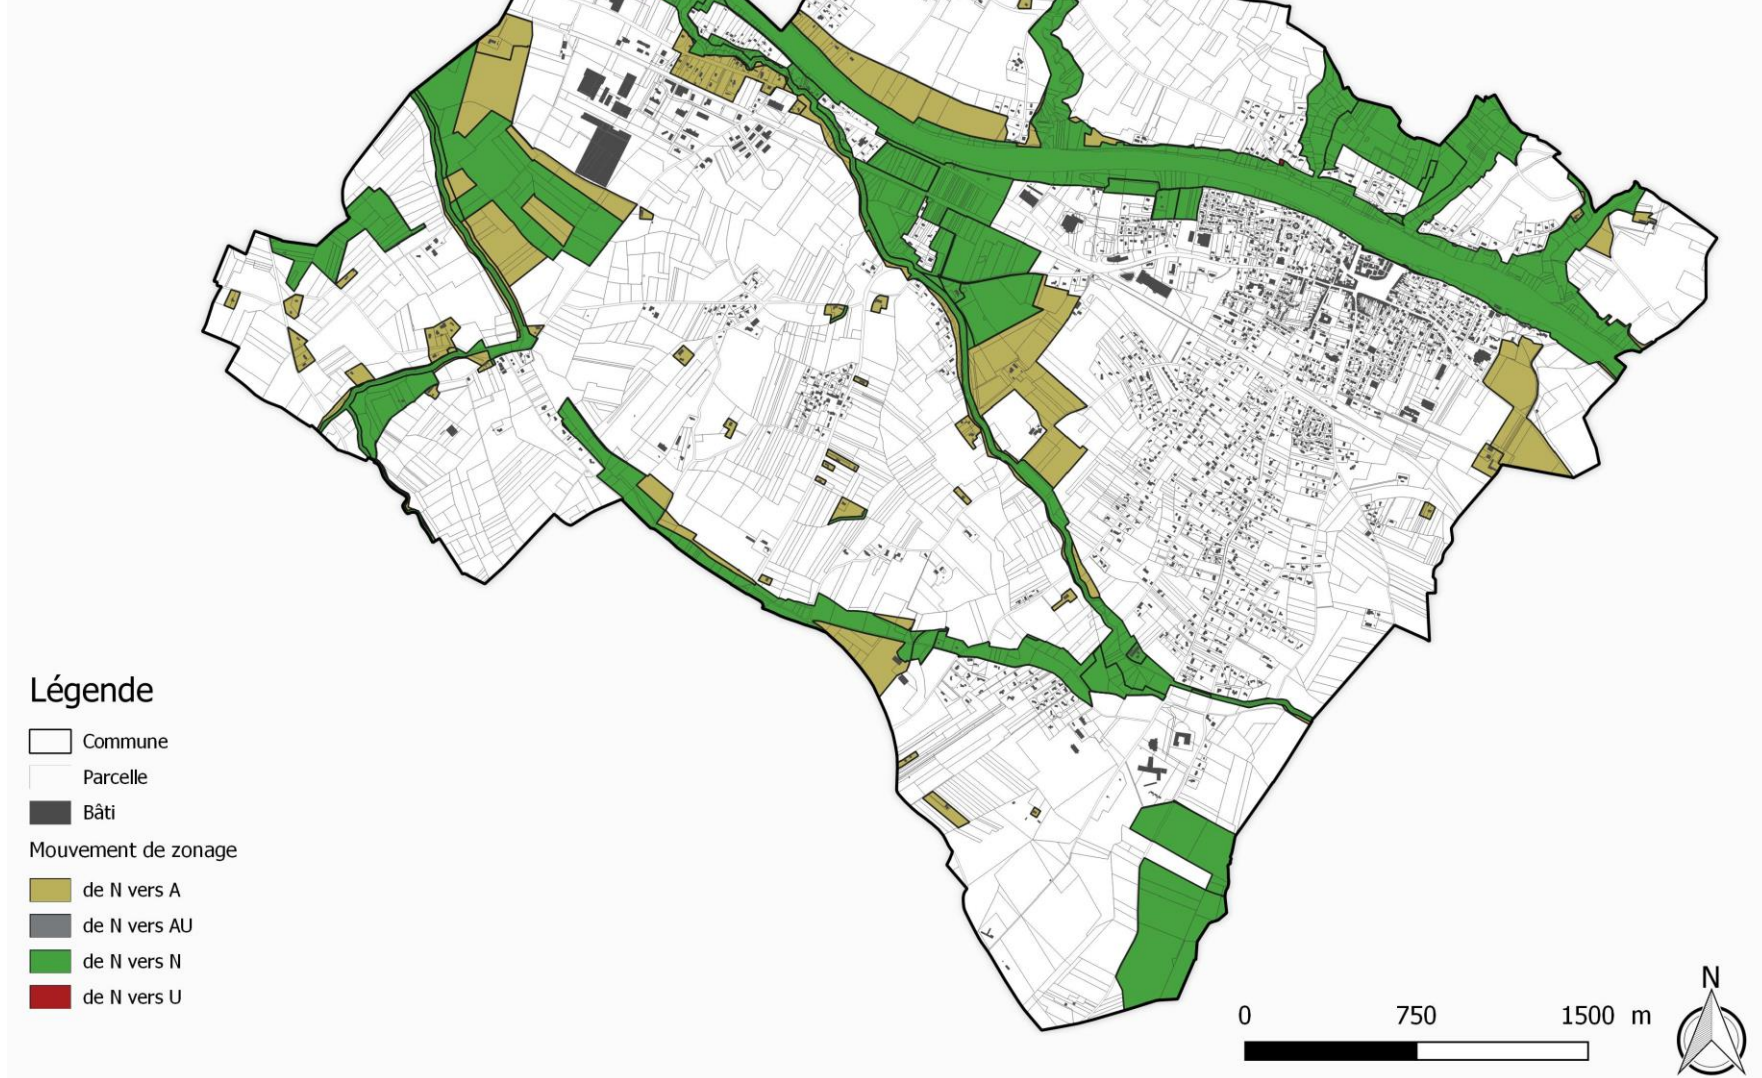 Légende
Commune
Parcelle
Bâti
Mouvement de zonage
de N vers A
de N vers AU
de N vers N
de N vers U
0 750 1500 m
N